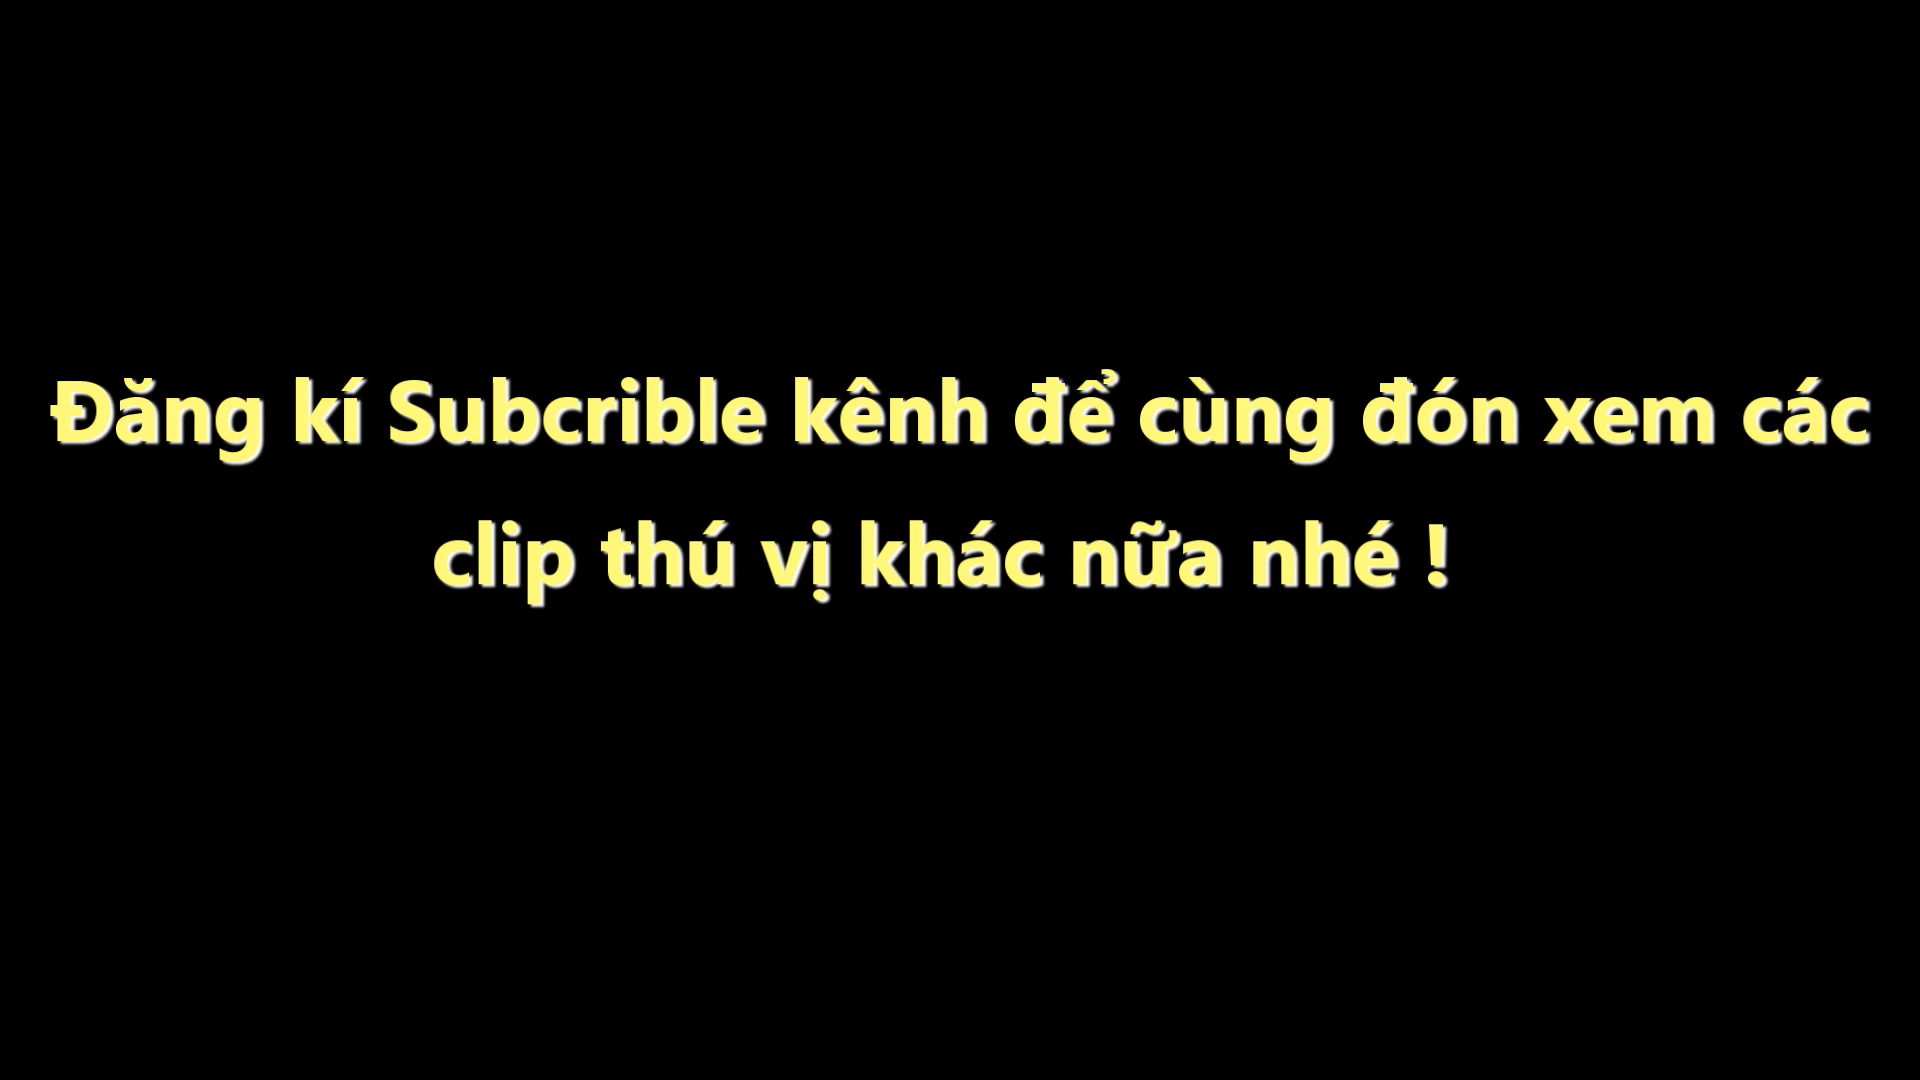 Đăng kí Subcrible kênh để cùng đón xem các
clip thú vị khác nữa nhé !